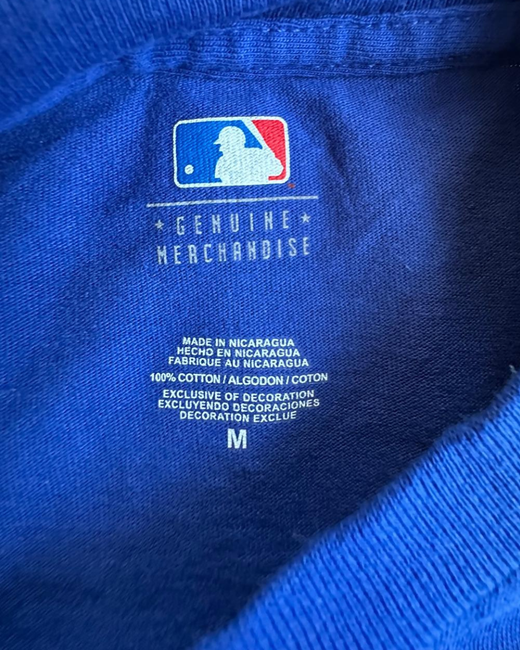 ★ GENUINE ★
MERCHANDISE
MADE IN NICARAGUA
HECHO EN NICARAGUA
FABRIQUE AU NICARAGUA
100% COTTON / ALGODON / COTON
EXCLUSIVE OF DECORATION
EXCLUYENDO DECORACIONES
DECORATION EXCLUE
M